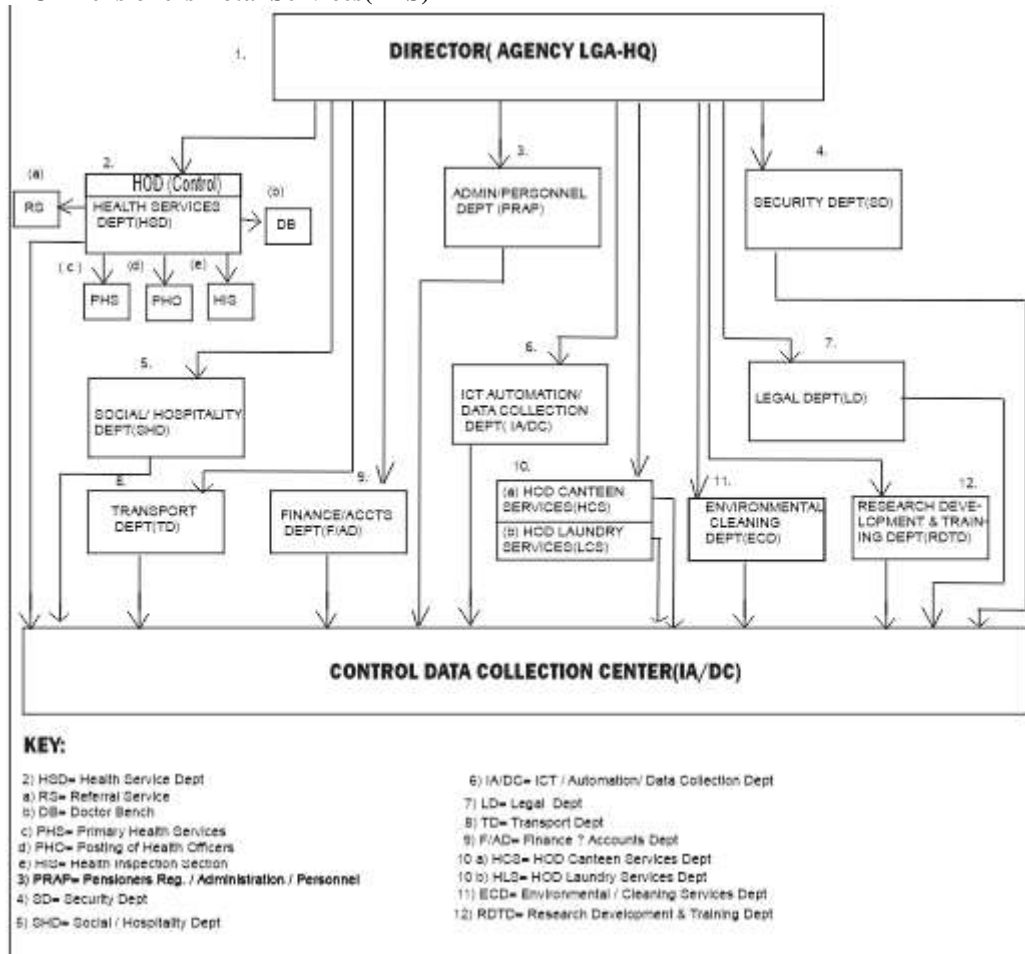 1.
DIRECTOR( AGENCY LGA-HQ)
2.
HOD (Control)
HEALTH SERVICES
DEPT(HSD)
(a)
RS
(b)
DB
( c )
PHS
(d)
PHO
(e)
HIS
3.
ADMIN/PERSONNEL
DEPT (PRAP)
4.
SECURITY DEPT(SD)
5.
SOCIAL/ HOSPITALITY
DEPT(SHD)
6.
ICT AUTOMATION/
DATA COLLECTION
DEPT( IA/DC)
7.
LEGAL DEPT(LD)
8.
TRANSPORT
DEPT(TD)
9.
FINANCE/ACCTS
DEPT(F/AD)
10.
(a) HOD CANTEEN
SERVICES(HCS)
(b) HOD LAUNDRY
SERVICES(LCS)
11.
ENVIRONMENTAL
CLEANING
DEPT(ECD)
12.
RESEARCH DEVE-
LOPMENT & TRAIN-
ING DEPT(RDTD)
CONTROL DATA COLLECTION CENTER(IA/DC)
KEY:
2) HSD= Health Service Dept
a) RS= Referral Service
b) DB= Doctor Bench
c) PHS= Primary Health Services
d) PHO= Posting of Health Officers
e) HIS= Health Inspection Section
3) PRAP= Pensioners Reg. / Administration / Personnel
4) SD= Security Dept
5) SHD= Social / Hospitality Dept
6) IA/DC= ICT / Automation/ Data Collection Dept
7) LD= Legal Dept
8) TD= Transport Dept
9) F/AD= Finance ? Accounts Dept
10 a) HCS= HOD Canteen Services Dept
10 b) HLS= HOD Laundry Services Dept
11) ECD= Environmental / Cleaning Services Dept
12) RDTD= Research Development & Training Dept